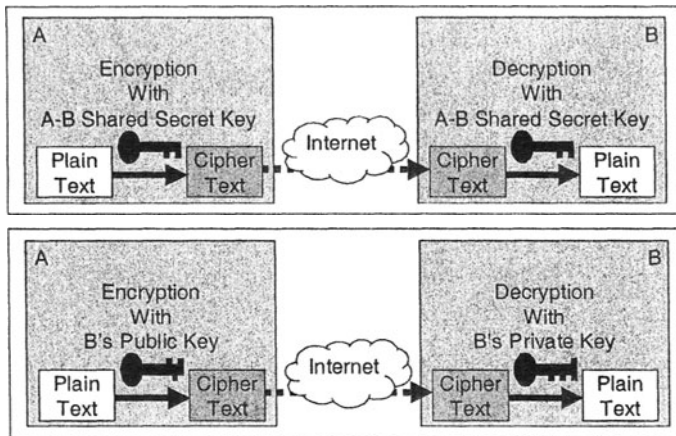 A
Encryption
With
A-B Shared Secret Key
Plain
Text
Cipher
Text
Internet
B
Decryption
With
A-B Shared Secret Key
Cipher
Text
Plain
Text
A
Encryption
With
B's Public Key
Plain
Text
Cipher
Text
Internet
B
Decryption
With
B's Private Key
Cipher
Text
Plain
Text